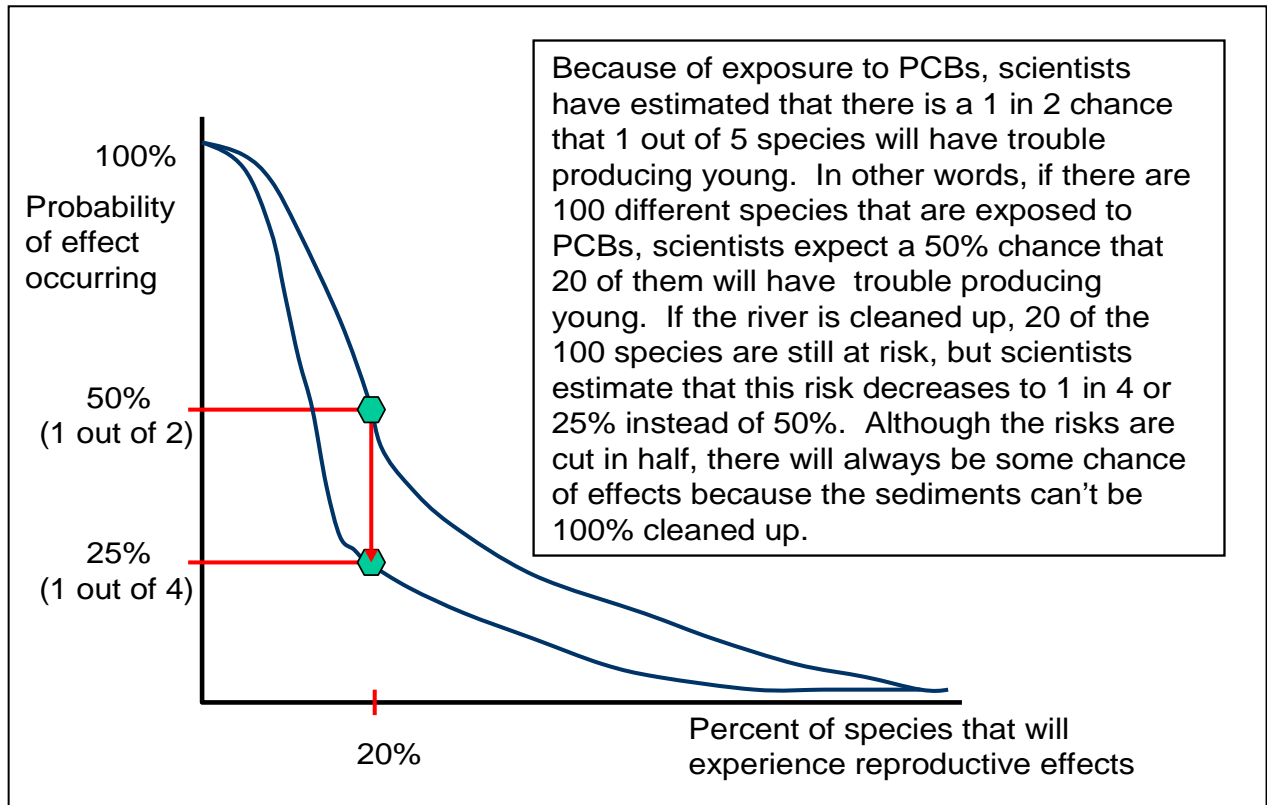 Because of exposure to PCBs, scientists
have estimated that there is a 1 in 2 chance
that 1 out of 5 species will have trouble
producing young.  In other words, if there are
100 different species that are exposed to
PCBs, scientists expect a 50% chance that
20 of them will have  trouble producing
young.  If the river is cleaned up, 20 of the
100 species are still at risk, but scientists
estimate that this risk decreases to 1 in 4 or
25% instead of 50%.  Although the risks are
cut in half, there will always be some chance
of effects because the sediments can't be
100% cleaned up.
100%
Probability
of effect
occurring
50%
(1 out of 2)
25%
(1 out of 4)
20%
Percent of species that will
experience reproductive effects